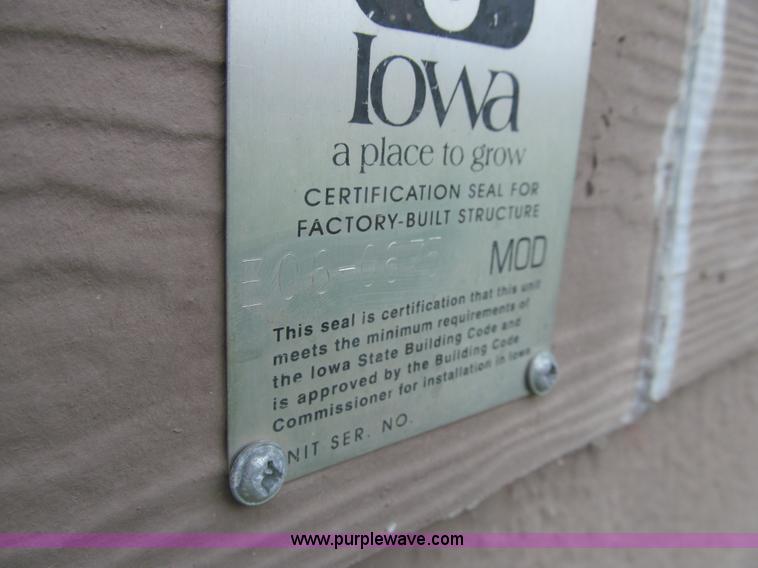 Iowa
a place to grow
CERTIFICATION SEAL FOR
FACTORY-BUILT STRUCTURE
MOD
This seal is certification that this unit
meets the minimum requirements of
the Iowa State Building Code and
is approved by the Building Code
Commissioner for installation in Iowa
NIT SER. NO.
www.purplewave.com